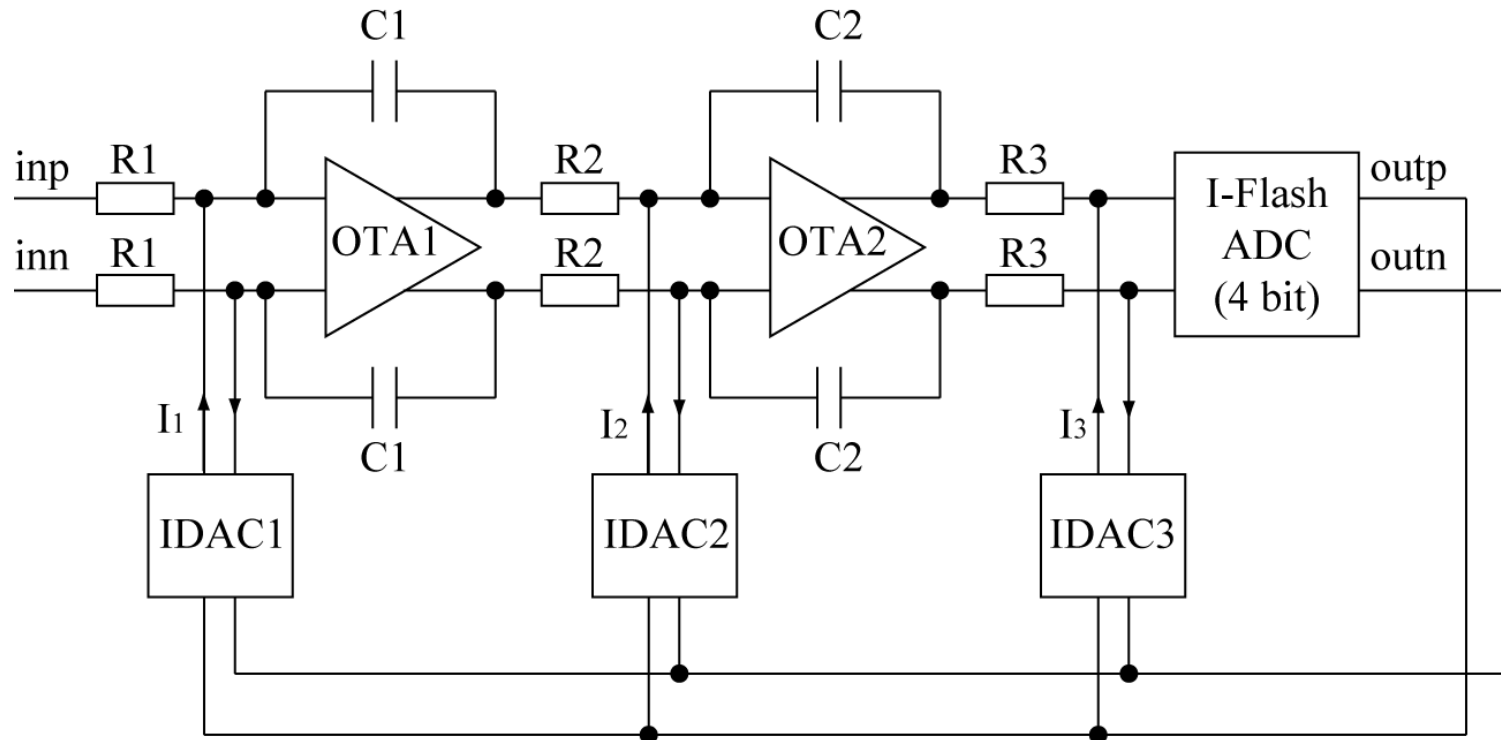 C1
C2
inp
R1
R2
R3
outp
I-Flash
ADC
(4 bit)
OTA1
OTA2
inn
R1
R2
R3
outn
I1
I2
I3
C1
C2
IDAC1
IDAC2
IDAC3